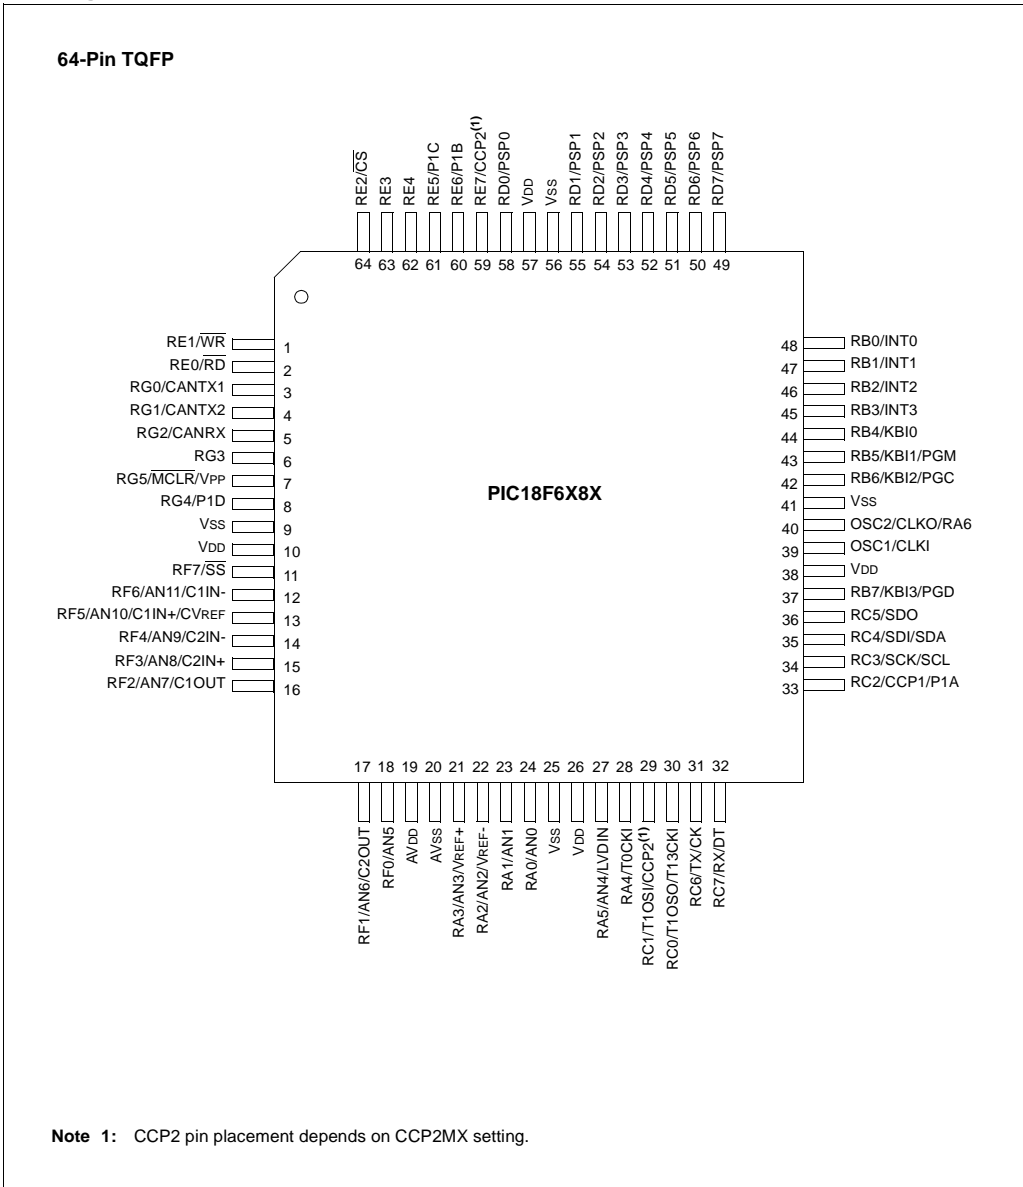 64-Pin TQFP
RE2/CS
RE3
RE4
RE5/P1C
RE6/P1B
RE7/CCP2(1)
RD0/PSP0
VDD
VSS
RD1/PSP1
RD2/PSP2
RD3/PSP3
RD4/PSP4
RD5/PSP5
RD6/PSP6
RD7/PSP7
64 63 62 61 60 59 58 57 56 55 54 53 52 51 50 49
RE1/WR 1
RE0/RD 2
RG0/CANTX1 3
RG1/CANTX2 4
RG2/CANRX 5
RG3 6
RG5/MCLR/VPP 7
RG4/P1D 8
VSS 9
VDD 10
RF7/SS 11
RF6/AN11/C1IN- 12
RF5/AN10/C1IN+/CVREF 13
RF4/AN9/C2IN- 14
RF3/AN8/C2IN+ 15
RF2/AN7/C1OUT 16
PIC18F6X8X
48 RB0/INT0
47 RB1/INT1
46 RB2/INT2
45 RB3/INT3
44 RB4/KBI0
43 RB5/KBI1/PGM
42 RB6/KBI2/PGC
41 VSS
40 OSC2/CLKO/RA6
39 OSC1/CLKI
38 VDD
37 RB7/KBI3/PGD
36 RC5/SDO
35 RC4/SDI/SDA
34 RC3/SCK/SCL
33 RC2/CCP1/P1A
17 18 19 20 21 22 23 24 25 26 27 28 29 30 31 32
RF1/AN6/C2OUT
RF0/AN5
AVDD
AVSS
RA3/AN3/VREF+
RA2/AN2/VREF-
RA1/AN1
RA0/AN0
VSS
VDD
RA5/AN4/LVDIN
RA4/T0CKI
RC1/T1OSI/CCP2(1)
RC0/T1OSO/T13CKI
RC6/TX/CK
RC7/RX/DT
Note 1: CCP2 pin placement depends on CCP2MX setting.